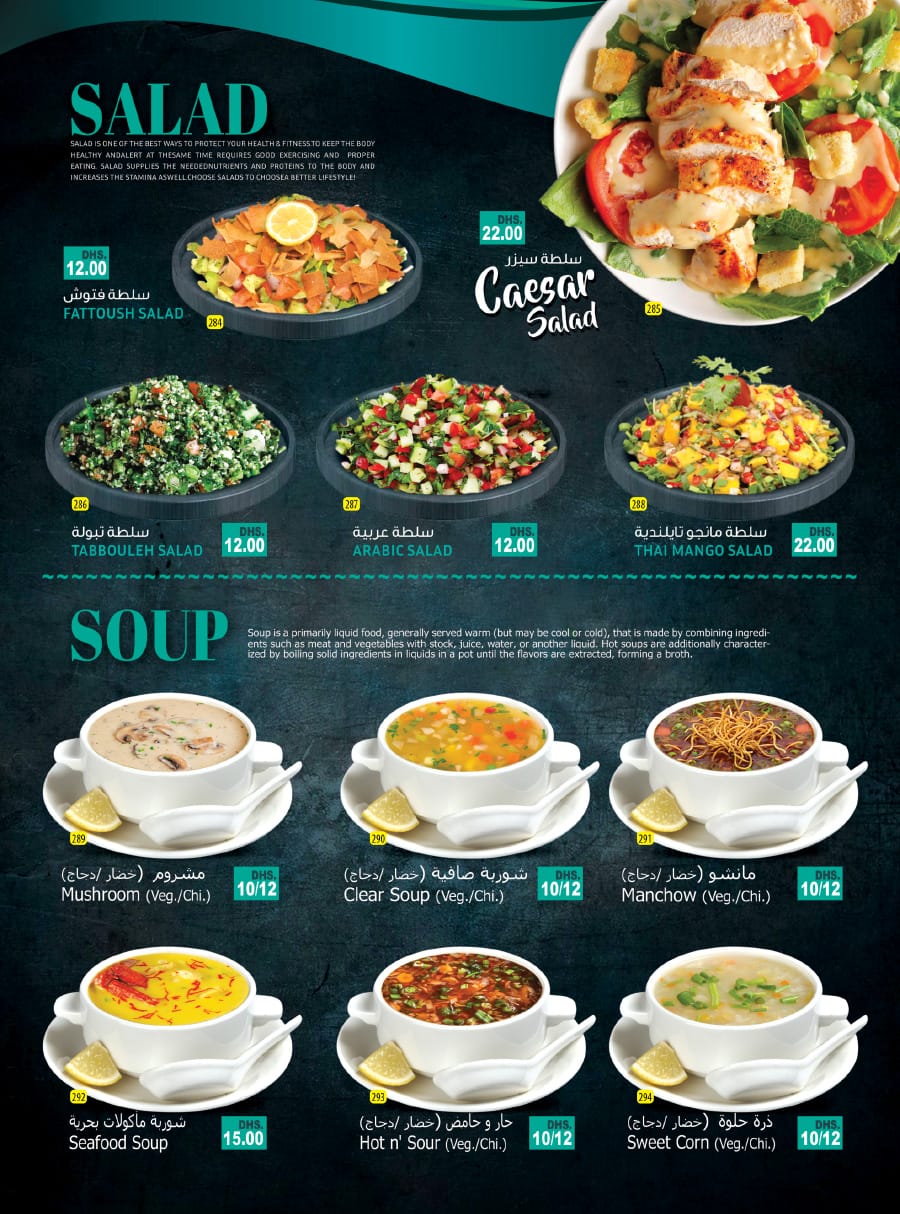 SALAD
SALAD IS ONE OF THE BEST WAYS TO PROTECT YOUR HEALTH & FITNESS.TO KEEP THE BODY
HEALTHY ANDALERT AT THESAME TIME REQUIRES GOOD EXERCISING AND PROPER
EATING. SALAD SUPPLIES THE NEEDEDNUTRIENTS AND PROTEINS TO THE BODY AND
INCREASES THE STAMINA ASWELL.CHOOSE SALADS TO CHOOSEA BETTER LIFESTYLE!
DHS.
12.00
سلطة فتوش
FATTOUSH SALAD
284
DHS.
22.00
سلطة سيزر
Caesar
Salad
285
286
سلطة تبولة
TABBOULEH SALAD
DHS.
12.00
287
سلطة عربية
ARABIC SALAD
DHS.
12.00
288
سلطة مانجو تايلندية
THAI MANGO SALAD
DHS.
22.00
SOUP
Soup is a primarily liquid food, generally served warm (but may be cool or cold), that is made by combining ingredi-
ents such as meat and vegetables with stock, juice, water, or another liquid. Hot soups are additionally character-
ized by boiling solid ingredients in liquids in a pot until the flavors are extracted, forming a broth.
289
مشروم (خضار /دجاج)
Mushroom (Veg./Chi.)
DHS.
10/12
290
شوربة صافية (خضار /دجاج)
Clear Soup (Veg./Chi.)
DHS.
10/12
291
مانشو (خضار /دجاج)
Manchow (Veg./Chi.)
DHS.
10/12
292
شوربة مأكولات بحرية
Seafood Soup
DHS.
15.00
293
حار و حامض (خضار /دجاج)
Hot n' Sour (Veg./Chi.)
DHS.
10/12
294
ذرة حلوة (خضار /دجاج)
Sweet Corn (Veg./Chi.)
DHS.
10/12